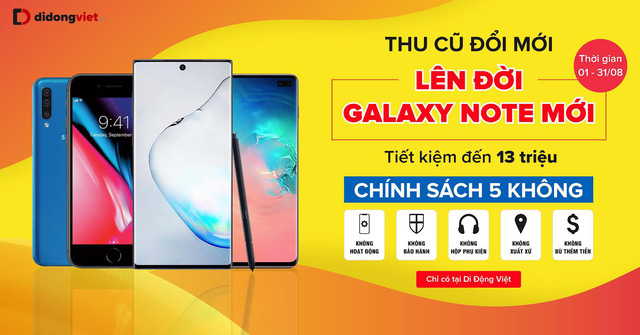 didongviet
THU CŨ ĐỔI MỚI
Thời gian
01 - 31/08
LÊN ĐỜI
GALAXY NOTE MỚI
Tiết kiệm đến 13 triệu
CHÍNH SÁCH 5 KHÔNG
KHÔNG
HOẠT ĐỘNG
KHÔNG
BẢO HÀNH
KHÔNG
HỘP PHỤ KIỆN
KHÔNG
XUẤT XỨ
KHÔNG
BÙ THÊM TIỀN
Chỉ có tại Di Động Việt
9:41